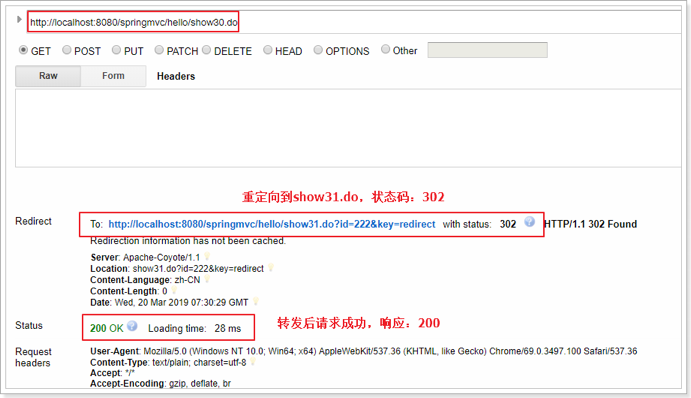 http://localhost:8080/springmvc/hello/show30.do
GET POST PUT PATCH DELETE HEAD OPTIONS Other
Raw Form Headers
重定向到show31.do，状态码：302
Redirect To: http://localhost:8080/springmvc/hello/show31.do?id=222&key=redirect with status: 302 HTTP/1.1 302 Found
Redirection information has not been cached.
Server: Apache-Coyote/1.1
Location: show31.do?id=222&key=redirect
Content-Language: zh-CN
Content-Length: 0
Date: Wed, 20 Mar 2019 07:30:29 GMT
转发后请求成功，响应：200
Status 200 OK Loading time: 28 ms
Request headers User-Agent: Mozilla/5.0 (Windows NT 10.0; Win64; x64) AppleWebKit/537.36 (KHTML, like Gecko) Chrome/69.0.3497.100 Safari/537.36
Content-Type: text/plain; charset=utf-8
Accept: */*
Accept-Encoding: gzip, deflate, br